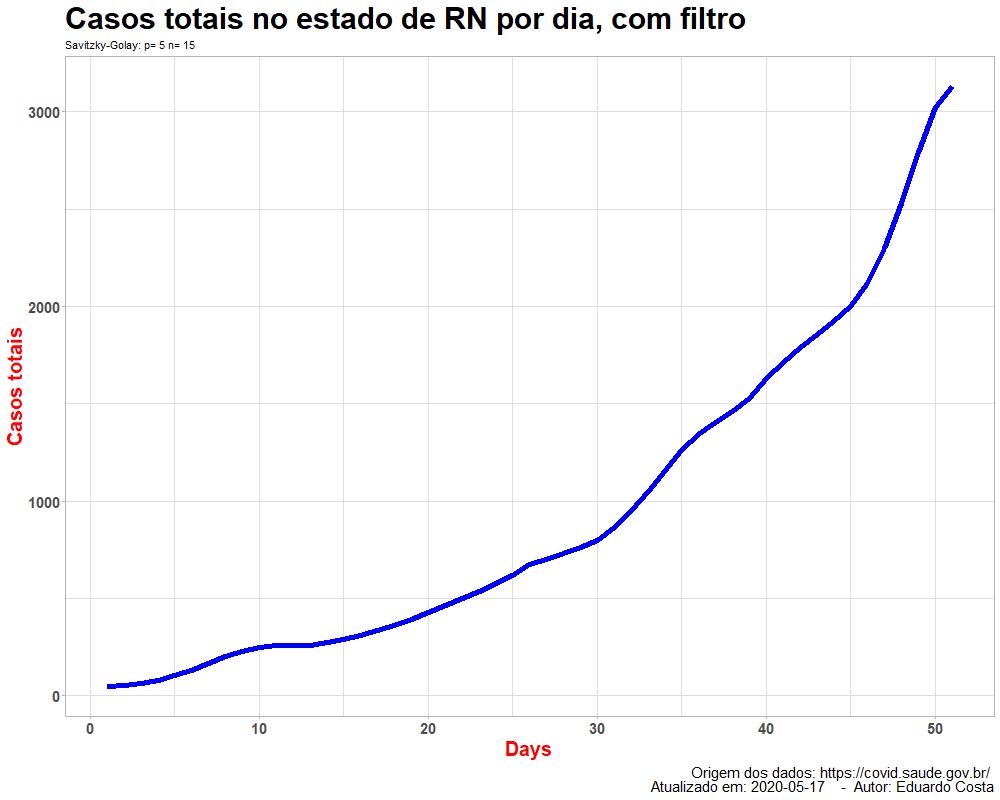 Casos totais no estado de RN por dia, com filtro
Savitzky-Golay: p= 5 n= 15
3000
2000
1000
0
Casos totais
0 10 20 30 40 50
Days
Origem dos dados: https://covid.saude.gov.br/
Atualizado em: 2020-05-17 - Autor: Eduardo Costa